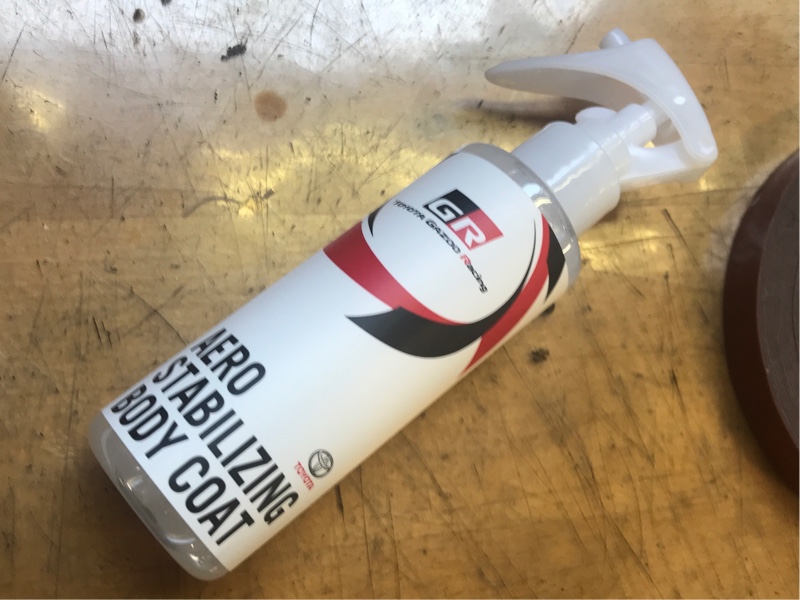 GR
TOYOTA GAZOO Racing
AERO
STABILIZING
BODY COAT
TOYOTA